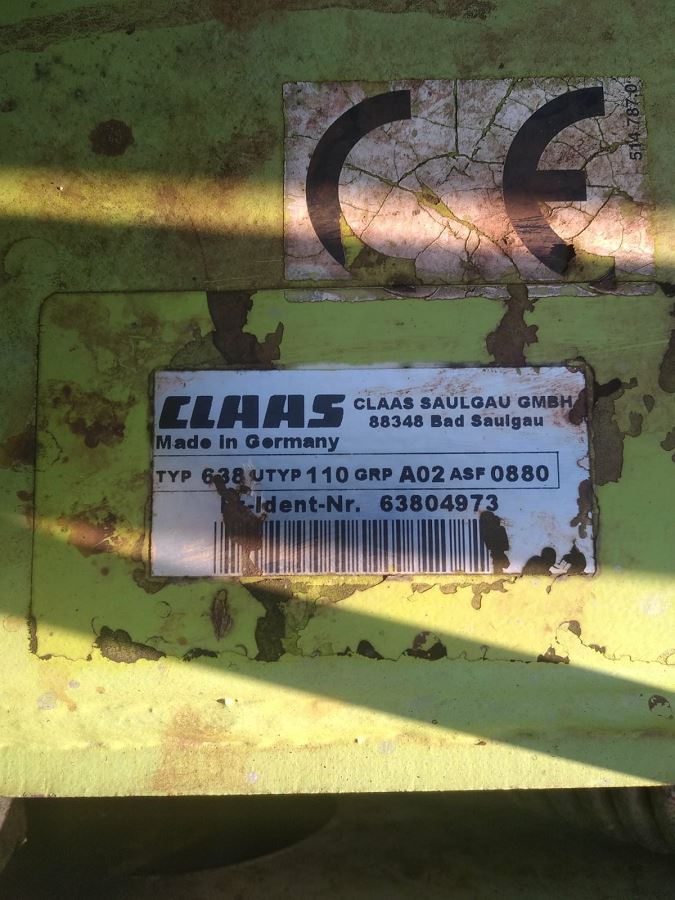 CE
514 787.0
CLAAS CLAAS SAULGAU GMBH
88348 Bad Saulgau
Made in Germany
TYP 638 UTYP 110 GRP A02 ASF 0880
-Ident-Nr. 63804973